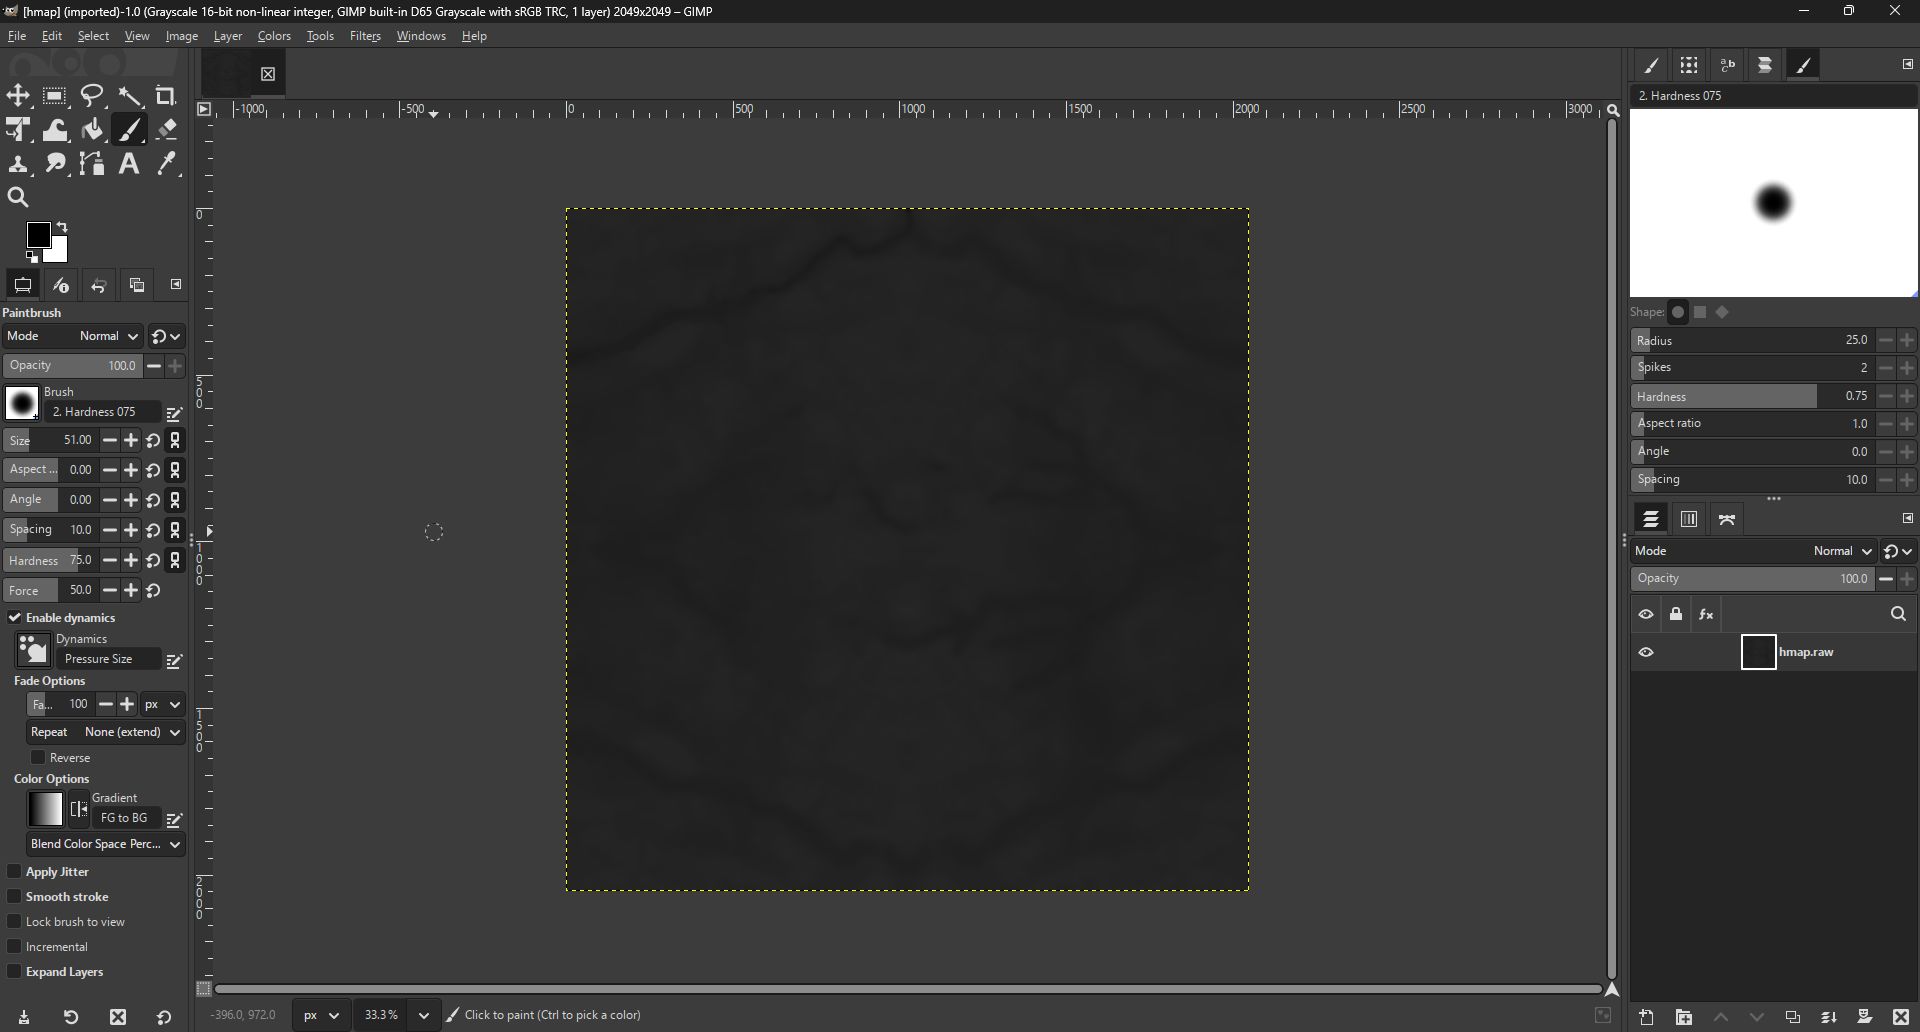 [hmap] (imported)-1.0 (Grayscale 16-bit non-linear integer, GIMP built-in D65 Grayscale with sRGB TRC, 1 layer) 2049x2049 – GIMP
File Edit Select View Image Layer Colors Tools Filters Windows Help
-1000 -500 0 500 1000 1500 2000 2500 3000
0
500
1000
1500
2000
Paintbrush
Mode Normal
Opacity 100.0
Brush
2. Hardness 075
Size 51.00
Aspect ... 0.00
Angle 0.00
Spacing 10.0
Hardness 75.0
Force 50.0
Enable dynamics
Dynamics
Pressure Size
Fade Options
Fa... 100 px
Repeat None (extend)
Reverse
Color Options
Gradient
FG to BG
Blend Color Space Perc...
Apply Jitter
Smooth stroke
Lock brush to view
Incremental
Expand Layers
-396.0, 972.0 px 33.3% Click to paint (Ctrl to pick a color)
2. Hardness 075
Shape:
Radius 25.0
Spikes 2
Hardness 0.75
Aspect ratio 1.0
Angle 0.0
Spacing 10.0
Mode Normal
Opacity 100.0
fx
hmap.raw